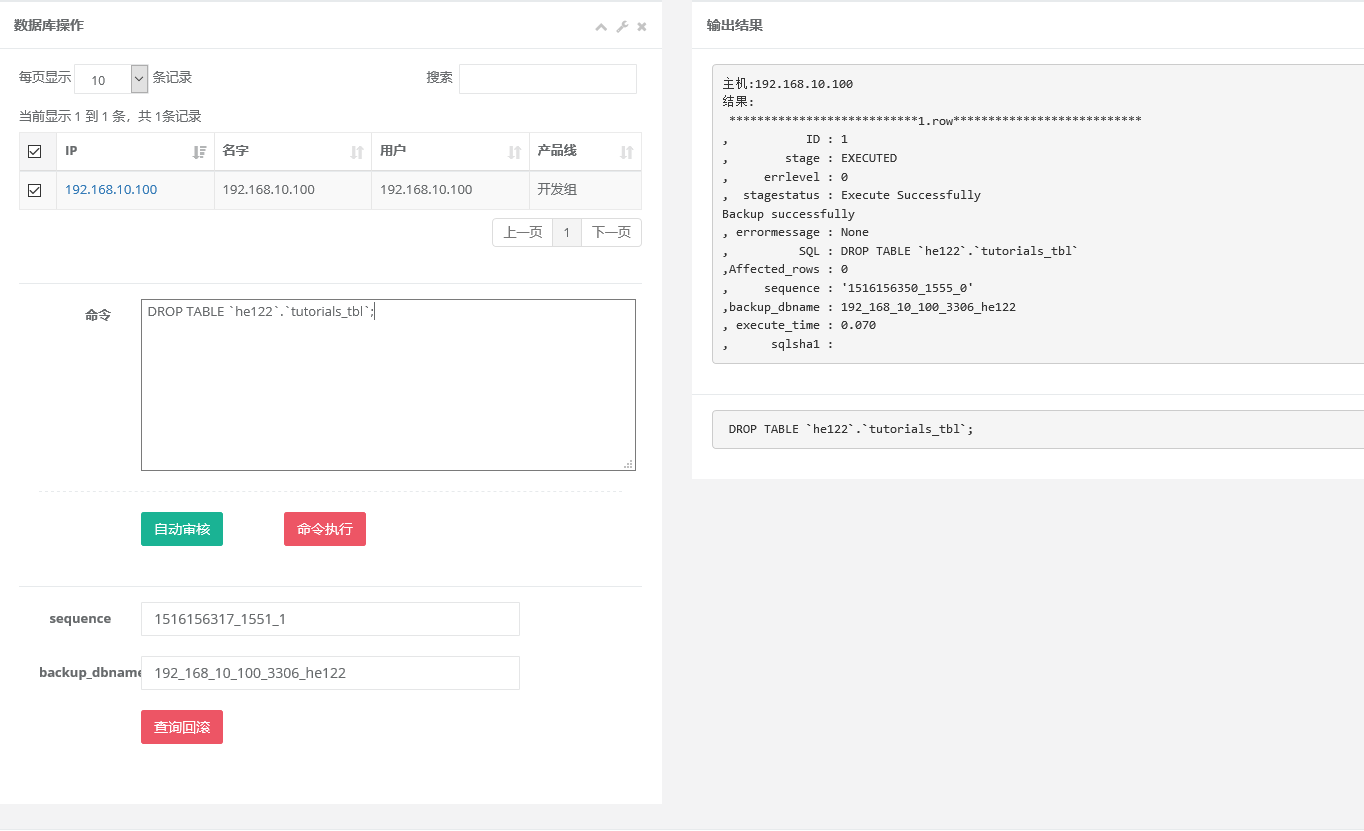 数据库操作
每页显示 10 条记录
搜索
当前显示 1 到 1 条，共 1条记录
IP 名字 用户 产品线
192.168.10.100 192.168.10.100 192.168.10.100 开发组
上一页 1 下一页
命令
DROP TABLE `he122`.`tutorials_tbl`;
自动审核 命令执行
sequence 1516156317_1551_1
backup_dbname 192_168_10_100_3306_he122
查询回滚
输出结果
主机:192.168.10.100
结果:
***************************1.row***************************
, ID : 1
, stage : EXECUTED
, errlevel : 0
, stagestatus : Execute Successfully
Backup successfully
, errormessage : None
, SQL : DROP TABLE `he122`.`tutorials_tbl`
,Affected_rows : 0
, sequence : '1516156350_1555_0'
,backup_dbname : 192_168_10_100_3306_he122
, execute_time : 0.070
, sqlsha1 :
DROP TABLE `he122`.`tutorials_tbl`;